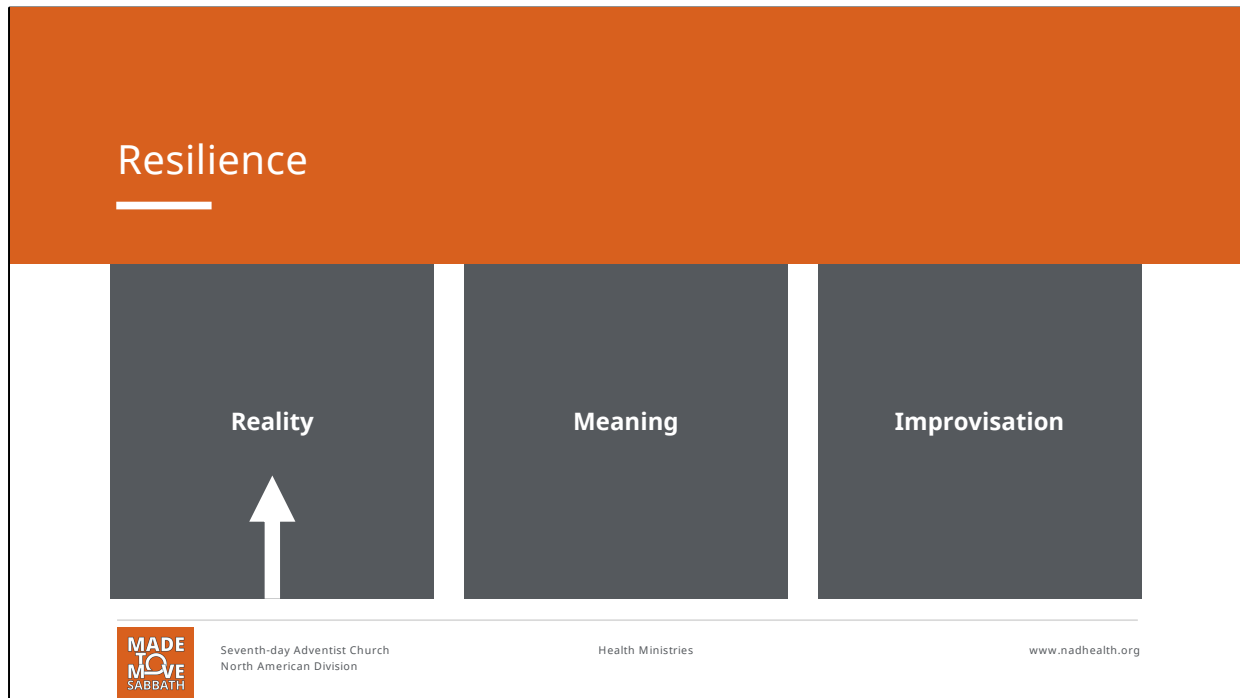 Resilience
Reality
Meaning
Improvisation
MADE
TO
MOVE
SABBATH
Seventh-day Adventist Church
North American Division
Health Ministries
www.nadhealth.org